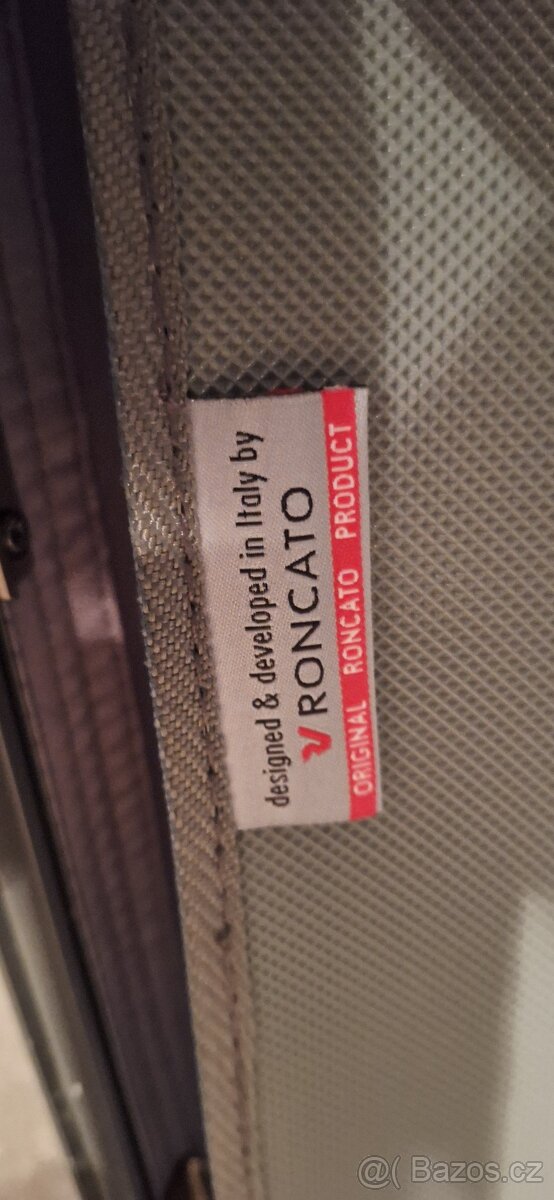 designed & developed in Italy by
RONCATO
ORIGINAL RONCATO PRODUCT
@( Bazos.cz